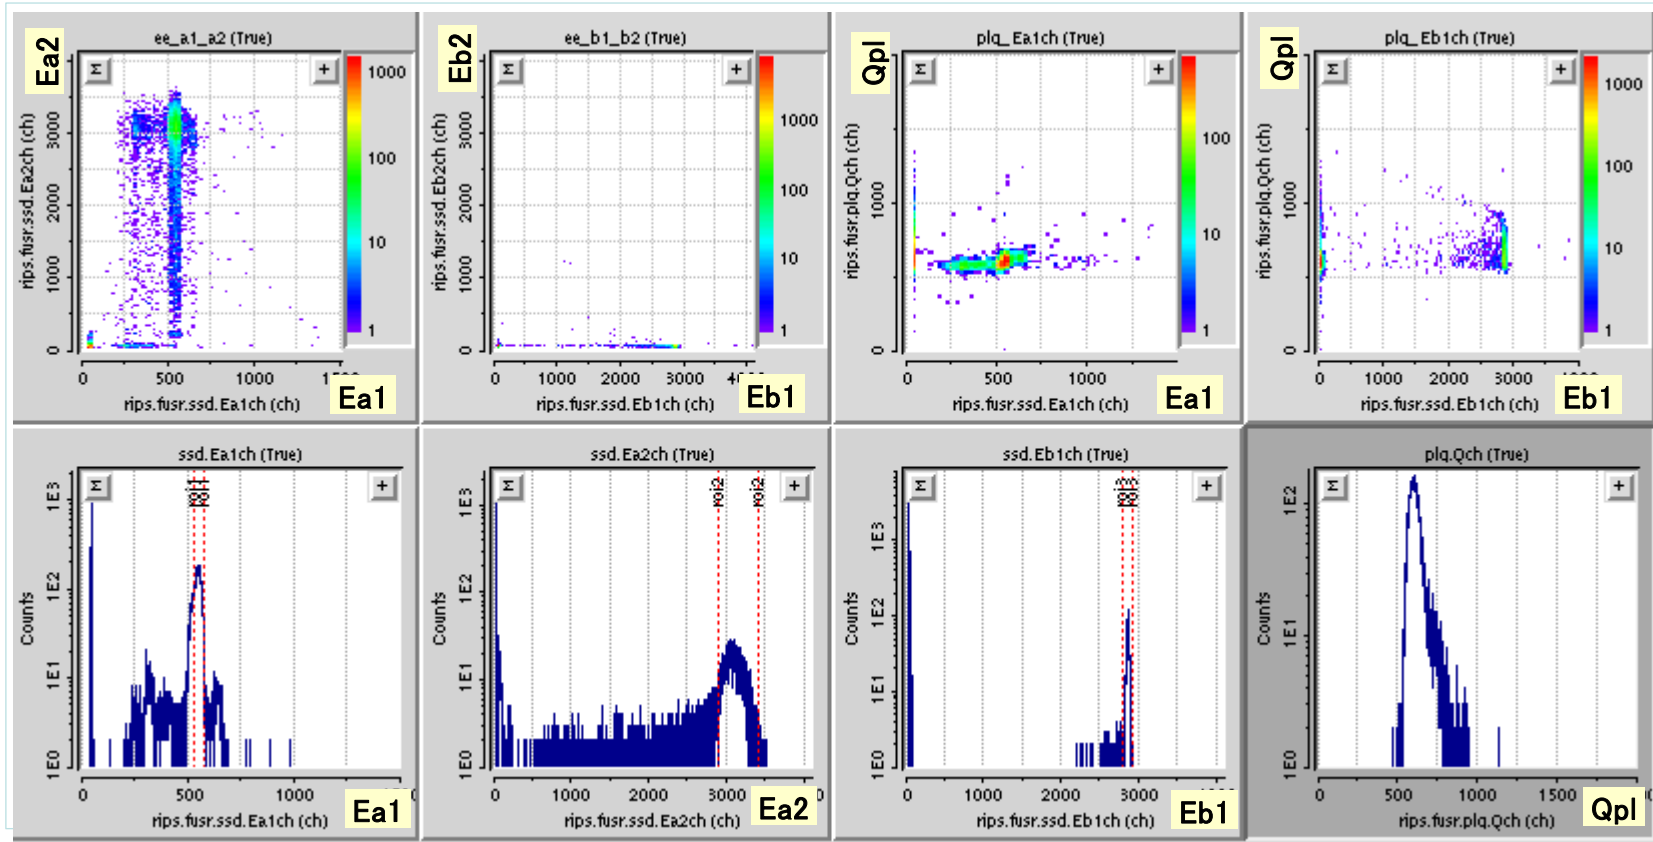 Ea2
ee_a1_a2 (True)
Σ
+
rips.fusr.ssd.Ea2ch (ch)
3000
2000
1000
0
1000
100
10
1
0 500 1000
rips.fusr.ssd.Ea1ch (ch)
Ea1
Eb2
ee_b1_b2 (True)
Σ
+
rips.fusr.ssd.Eb2ch (ch)
3000
2000
1000
0
1000
100
10
1
0 1000 2000 3000
rips.fusr.ssd.Eb1ch (ch)
Eb1
Qpl
plq_Ea1ch (True)
Σ
+
rips.fusr.plq.Qch (ch)
1000
0
100
10
1
0 500 1000
rips.fusr.ssd.Ea1ch (ch)
Ea1
Qpl
plq_Eb1ch (True)
Σ
+
rips.fusr.plq.Qch (ch)
1000
0
1000
100
10
1
0 1000 2000 3000
rips.fusr.ssd.Eb1ch (ch)
Eb1
ssd.Ea1ch (True)
Σ
+
roi1 roi1
Counts
1E3
1E2
1E1
1E0
0 500 1000
rips.fusr.ssd.Ea1ch (ch)
Ea1
ssd.Ea2ch (True)
Σ
+
roi2 roi2
Counts
1E3
1E2
1E1
1E0
0 1000 2000 3000
rips.fusr.ssd.Ea2ch (ch)
Ea2
ssd.Eb1ch (True)
Σ
+
roi3 roi3
Counts
1E3
1E2
1E1
1E0
0 1000 2000 3000
rips.fusr.ssd.Eb1ch (ch)
Eb1
plq.Qch (True)
Σ
+
Counts
1E2
1E1
1E0
0 500 1000 1500
rips.fusr.plq.Qch (ch)
Qpl